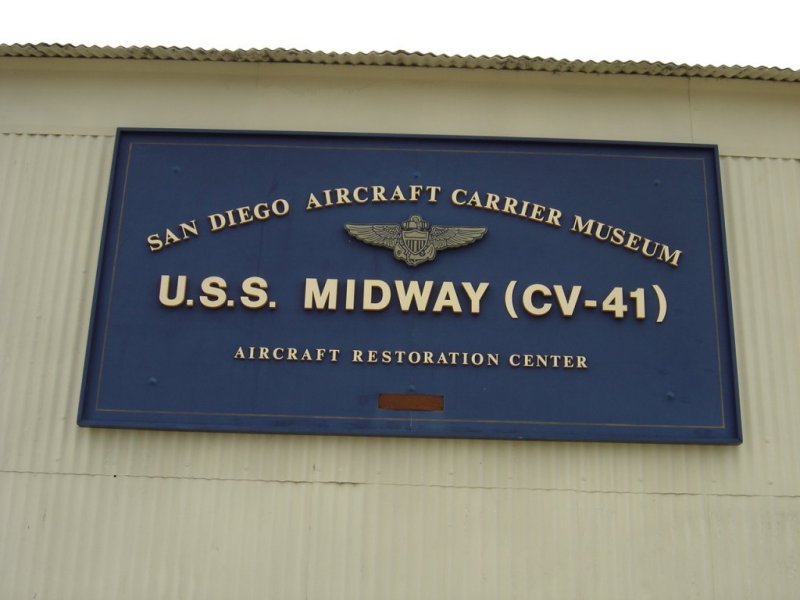 SAN DIEGO AIRCRAFT CARRIER MUSEUM
U.S.S. MIDWAY (CV-41)
AIRCRAFT RESTORATION CENTER